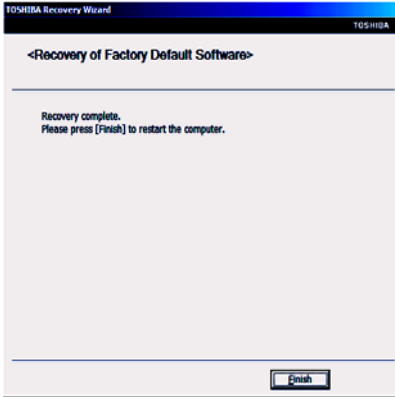 TOSHIBA Recovery Wizard
TOSHIBA
<Recovery of Factory Default Software>
Recovery complete.
Please press [Finish] to restart the computer.
Finish